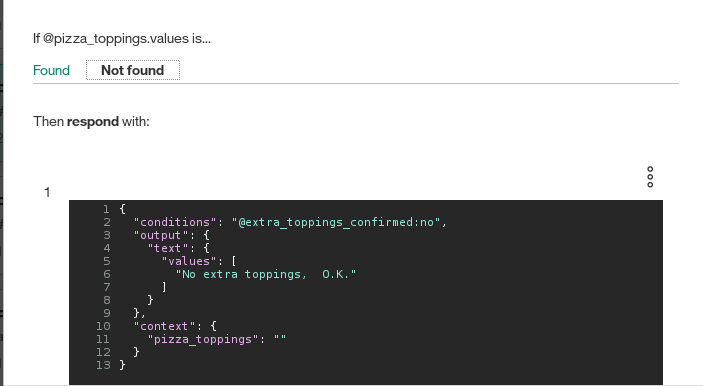 If @pizza_toppings.values is...
Found Not found
Then respond with:
1
1 {
2 "conditions": "@extra_toppings_confirmed:no",
3 "output": {
4 "text": {
5 "values": [
6 "No extra toppings,  O.K."
7 ]
8 }
9 },
10 "context": {
11 "pizza_toppings": ""
12 }
13 }